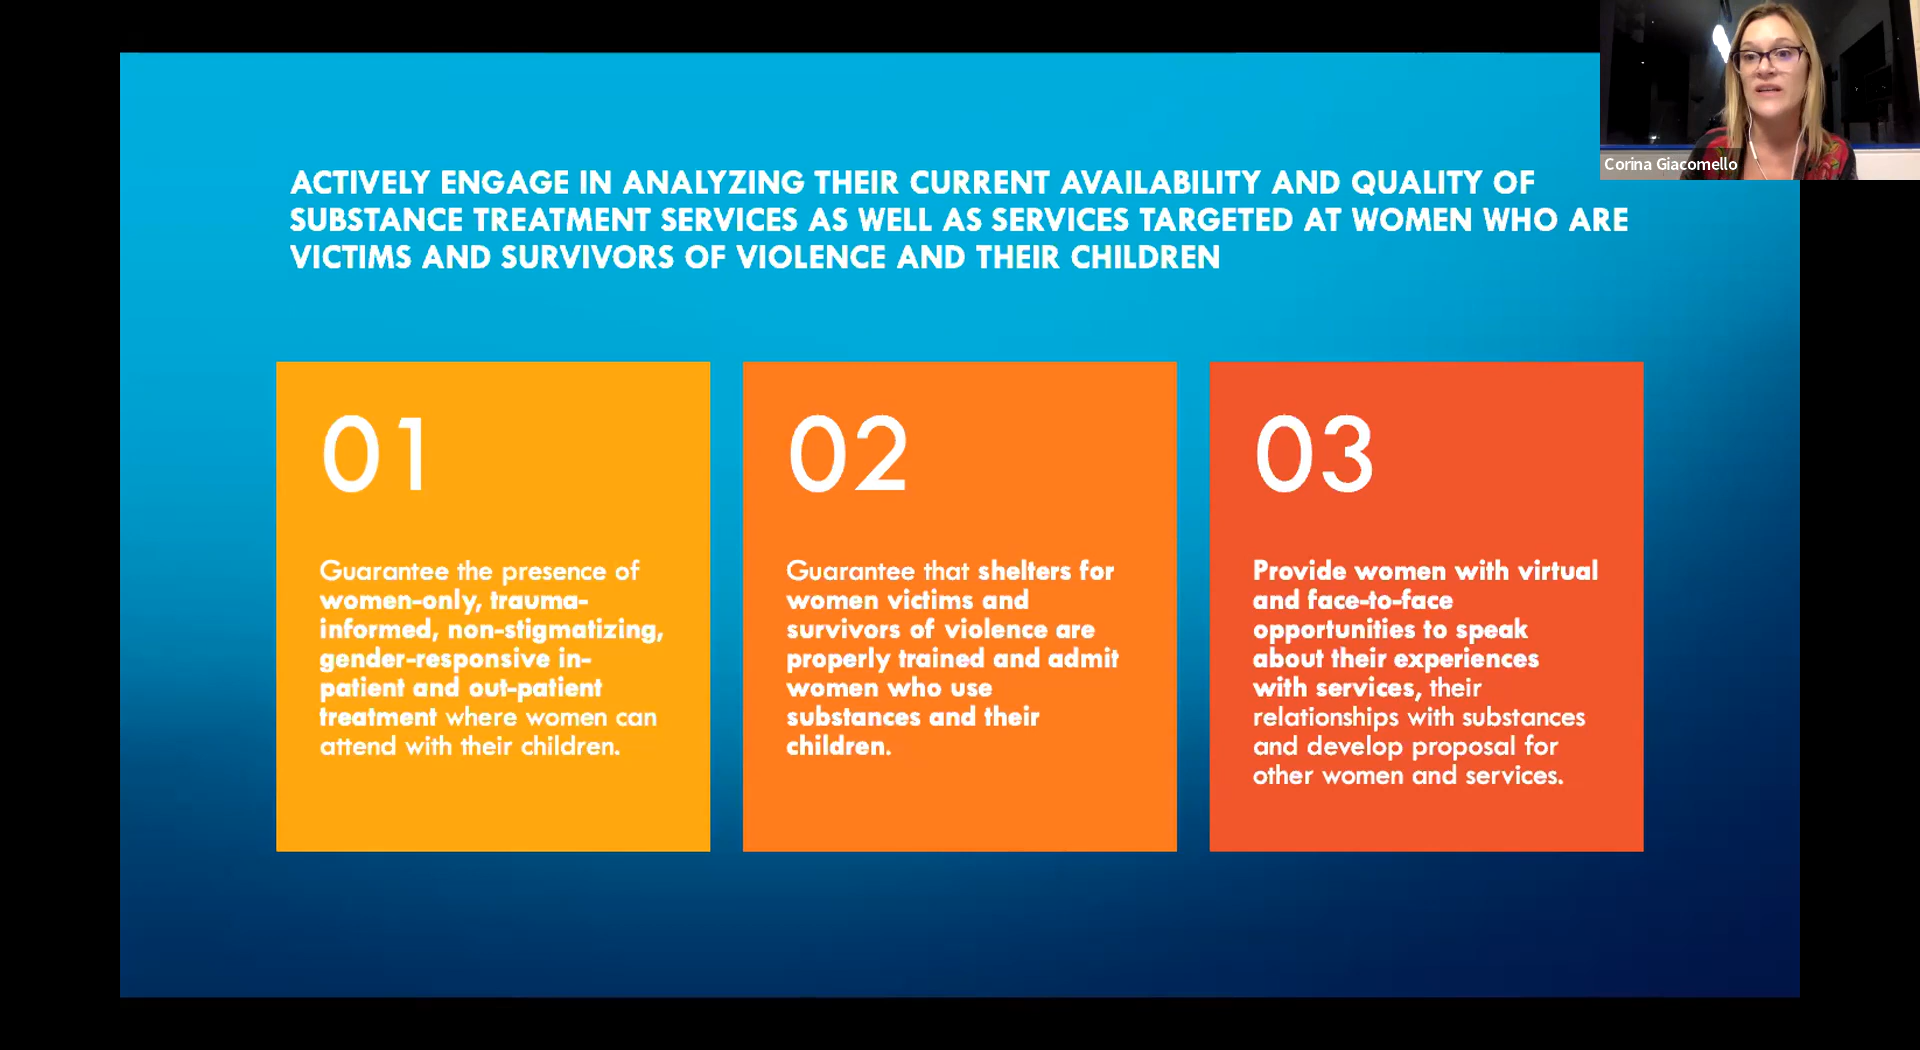 Corina Giacomello
ACTIVELY ENGAGE IN ANALYZING THEIR CURRENT AVAILABILITY AND QUALITY OF
SUBSTANCE TREATMENT SERVICES AS WELL AS SERVICES TARGETED AT WOMEN WHO ARE
VICTIMS AND SURVIVORS OF VIOLENCE AND THEIR CHILDREN
01
Guarantee the presence of
women-only, trauma-
informed, non-stigmatizing,
gender-responsive in-
patient and out-patient
treatment where women can
attend with their children.
02
Guarantee that shelters for
women victims and
survivors of violence are
properly trained and admit
women who use
substances and their
children.
03
Provide women with virtual
and face-to-face
opportunities to speak
about their experiences
with services, their
relationships with substances
and develop proposal for
other women and services.